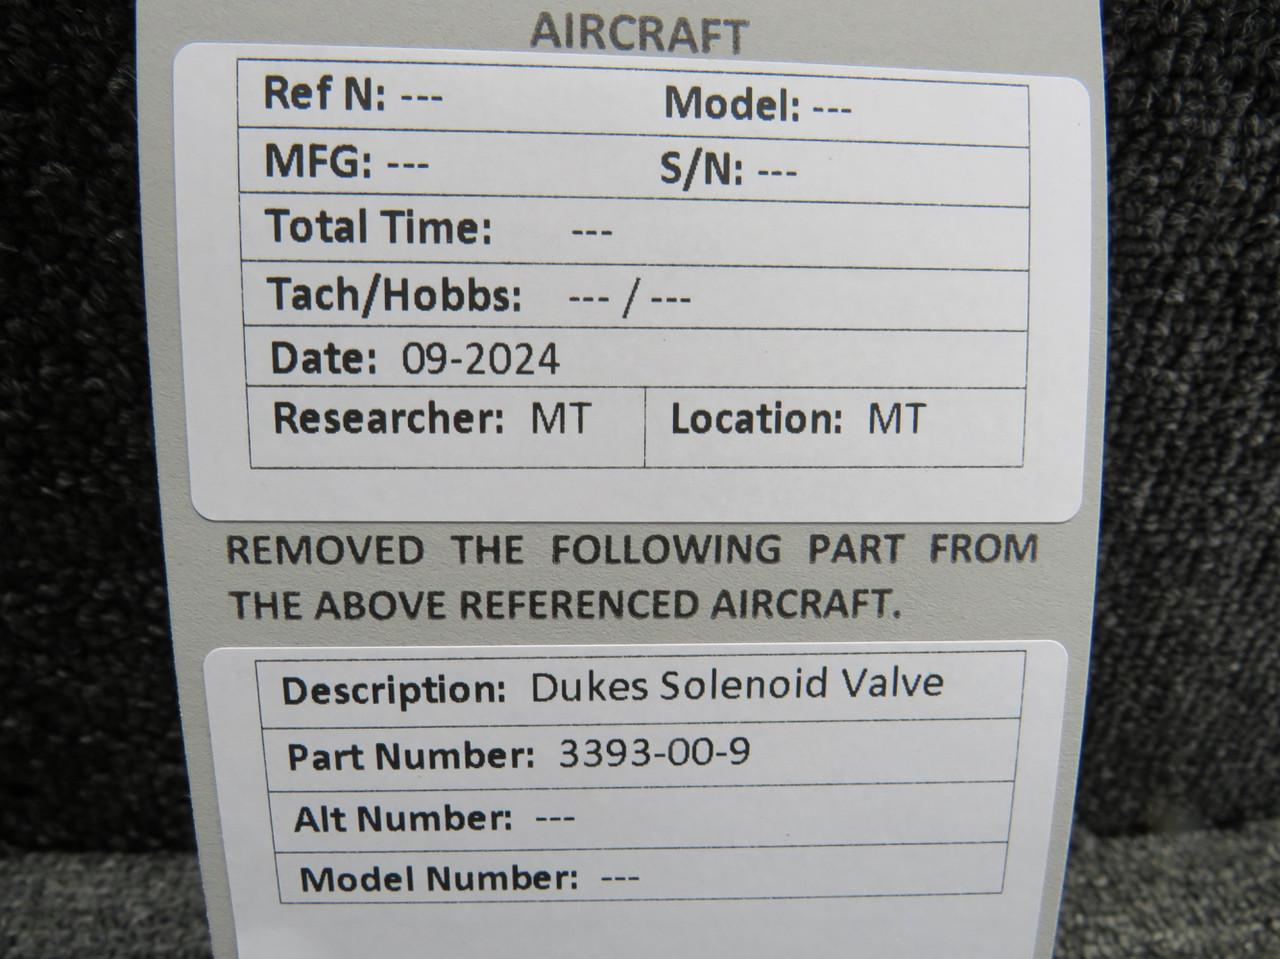 AIRCRAFT
Ref N: --- Model: ---
MFG: --- S/N: ---
Total Time: ---
Tach/Hobbs: --- / ---
Date: 09-2024
Researcher: MT Location: MT
REMOVED THE FOLLOWING PART FROM
THE ABOVE REFERENCED AIRCRAFT.
Description: Dukes Solenoid Valve
Part Number: 3393-00-9
Alt Number: ---
Model Number: ---